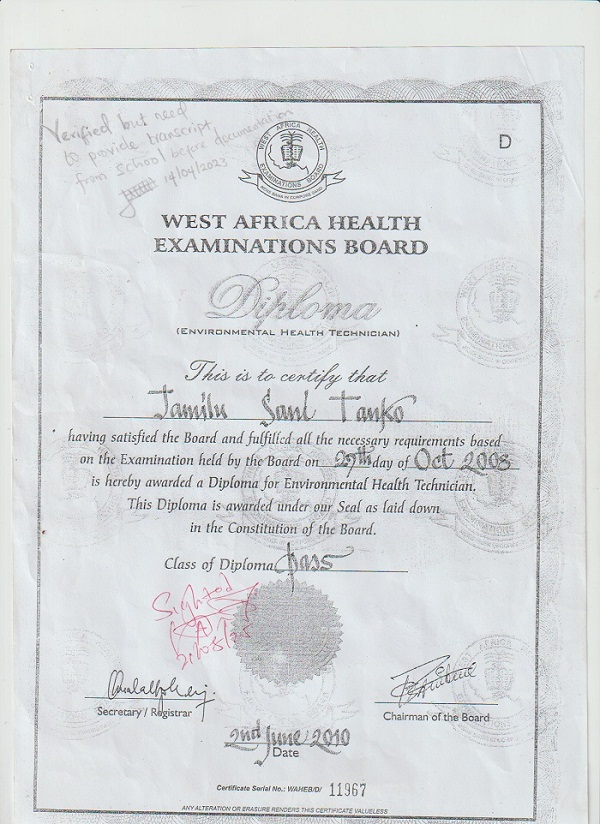 Verified but need
to provide transcript
from school before documentation
14/04/2023
D
WEST AFRICA HEALTH
EXAMINATIONS BOARD
WEST AFRICA HEALTH
EXAMINATIONS BOARD
Diploma
(ENVIRONMENTAL HEALTH TECHNICIAN)
This is to certify that
Jamilu Sani Tanko
having satisfied the Board and fulfilled all the necessary requirements based
on the Examination held by the Board on 27th day of Oct 2008
is hereby awarded a Diploma for Environmental Health Technician.
This Diploma is awarded under our Seal as laid down
in the Constitution of the Board.
Class of Diploma pass
Sighted
21/08/25
Secretary / Registrar
Chairman of the Board
2nd June 2010
Date
Certificate Serial No.: WAHEB/D/ 11967
ANY ALTERATION OR ERASURE RENDERS THIS CERTIFICATE VALUELESS